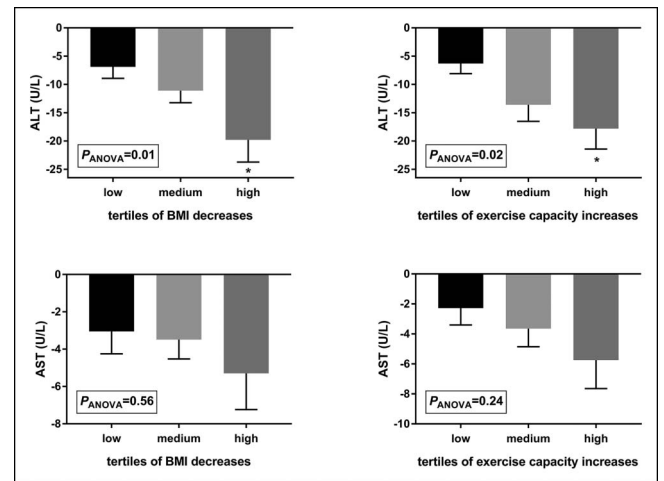 0
-5
-10
-15
-20
-25
ALT (U/L)
PANOVA=0.01
*
low medium high
tertiles of BMI decreases
0
-5
-10
-15
-20
-25
ALT (U/L)
PANOVA=0.02
*
low medium high
tertiles of exercise capacity increases
0
-2
-4
-6
-8
AST (U/L)
PANOVA=0.56
low medium high
tertiles of BMI decreases
0
-2
-4
-6
-8
-10
AST (U/L)
PANOVA=0.24
low medium high
tertiles of exercise capacity increases